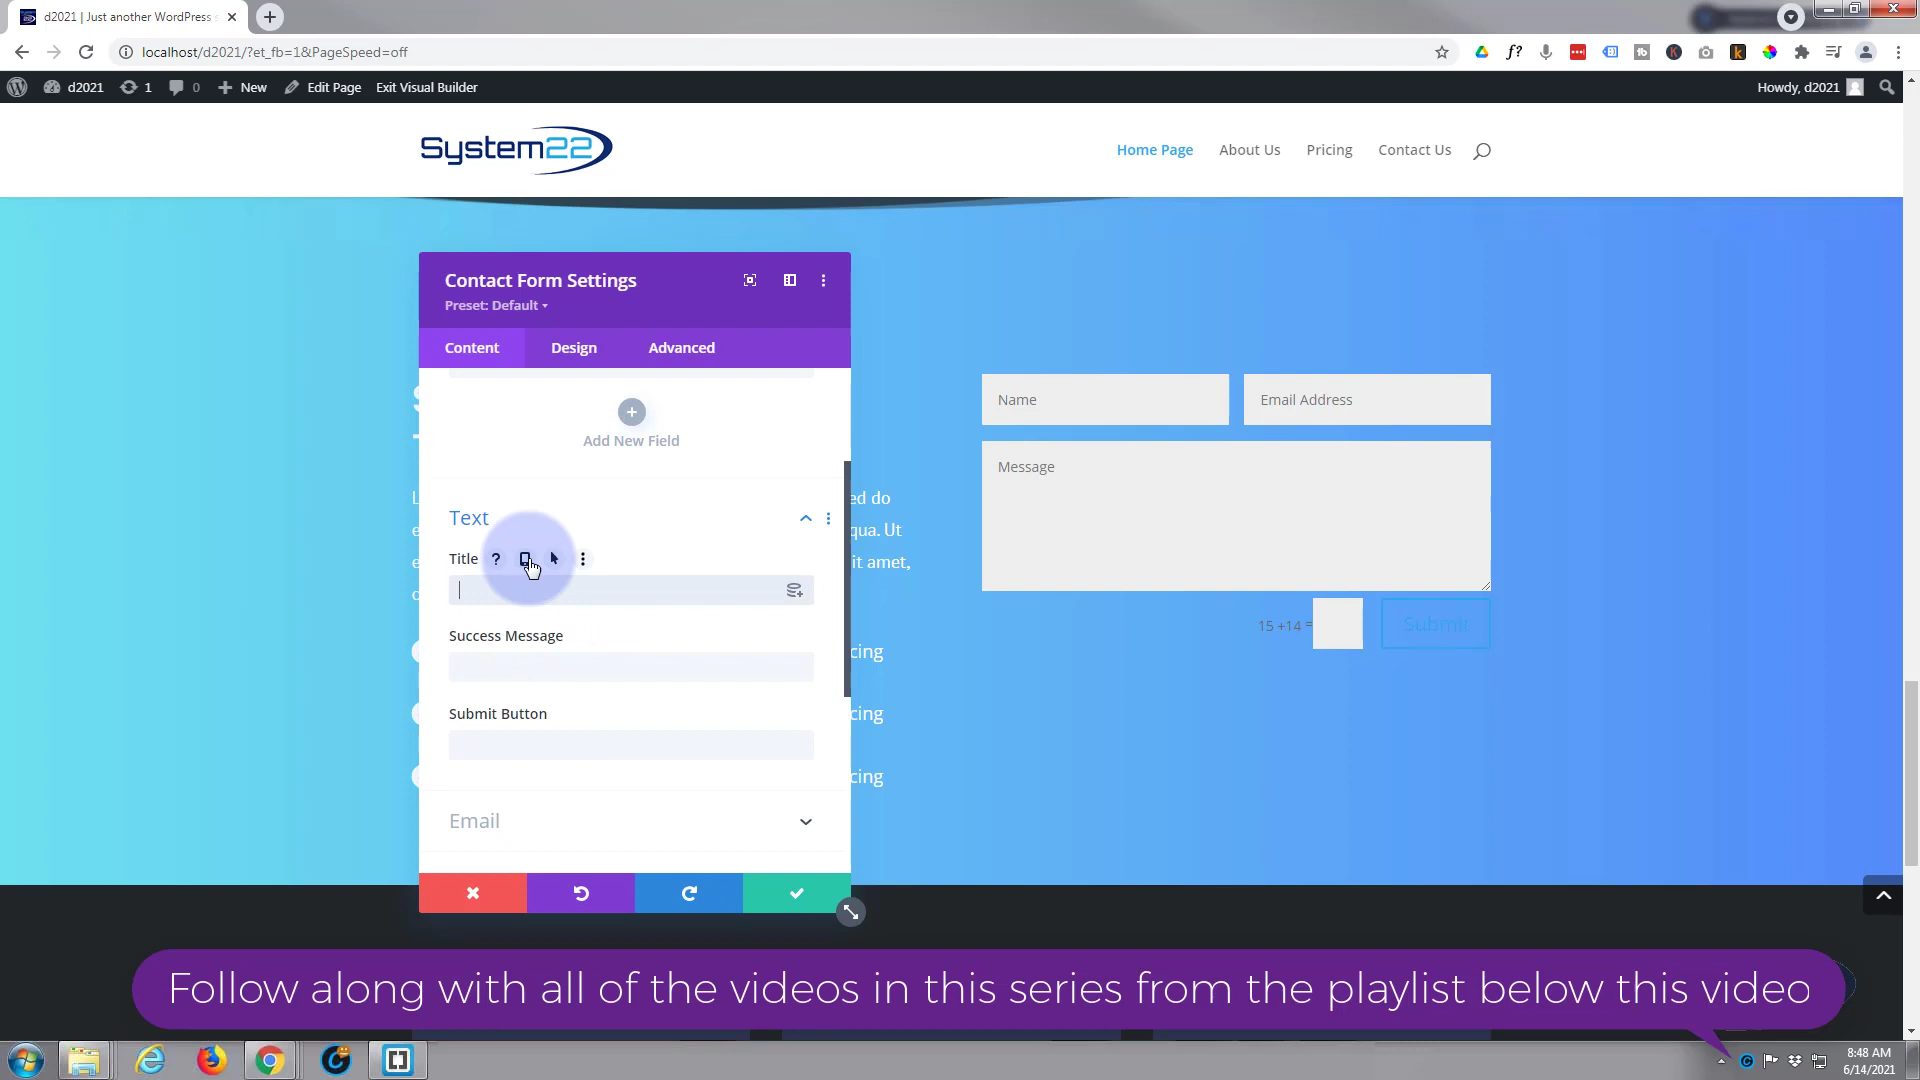 d2021 | Just another WordPress s
localhost/d2021/?et_fb=1&PageSpeed=off
d2021 1 0 New Edit Page Exit Visual Builder Howdy, d2021
System22 Home Page About Us Pricing Contact Us
Contact Form Settings
Preset: Default
Content Design Advanced
Name Email Address
Add New Field
Message
ed do
Text
qua. Ut
Title ?
it amet,
15 +14 = Submit
Success Message
cing
Submit Button
cing
cing
Email
Follow along with all of the videos in this series from the playlist below this video
8:48 AM
6/14/2021